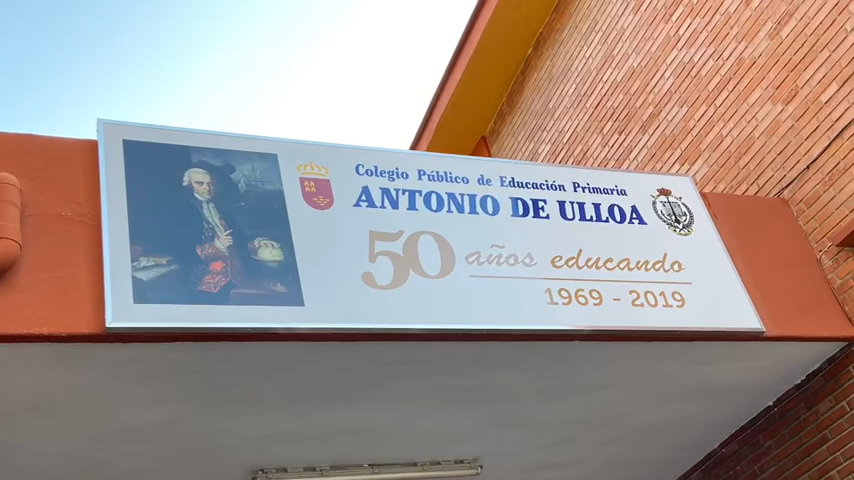 Colegio Público de Educación Primaria
ANTONIO DE ULLOA
50 años educando
1969 - 2019